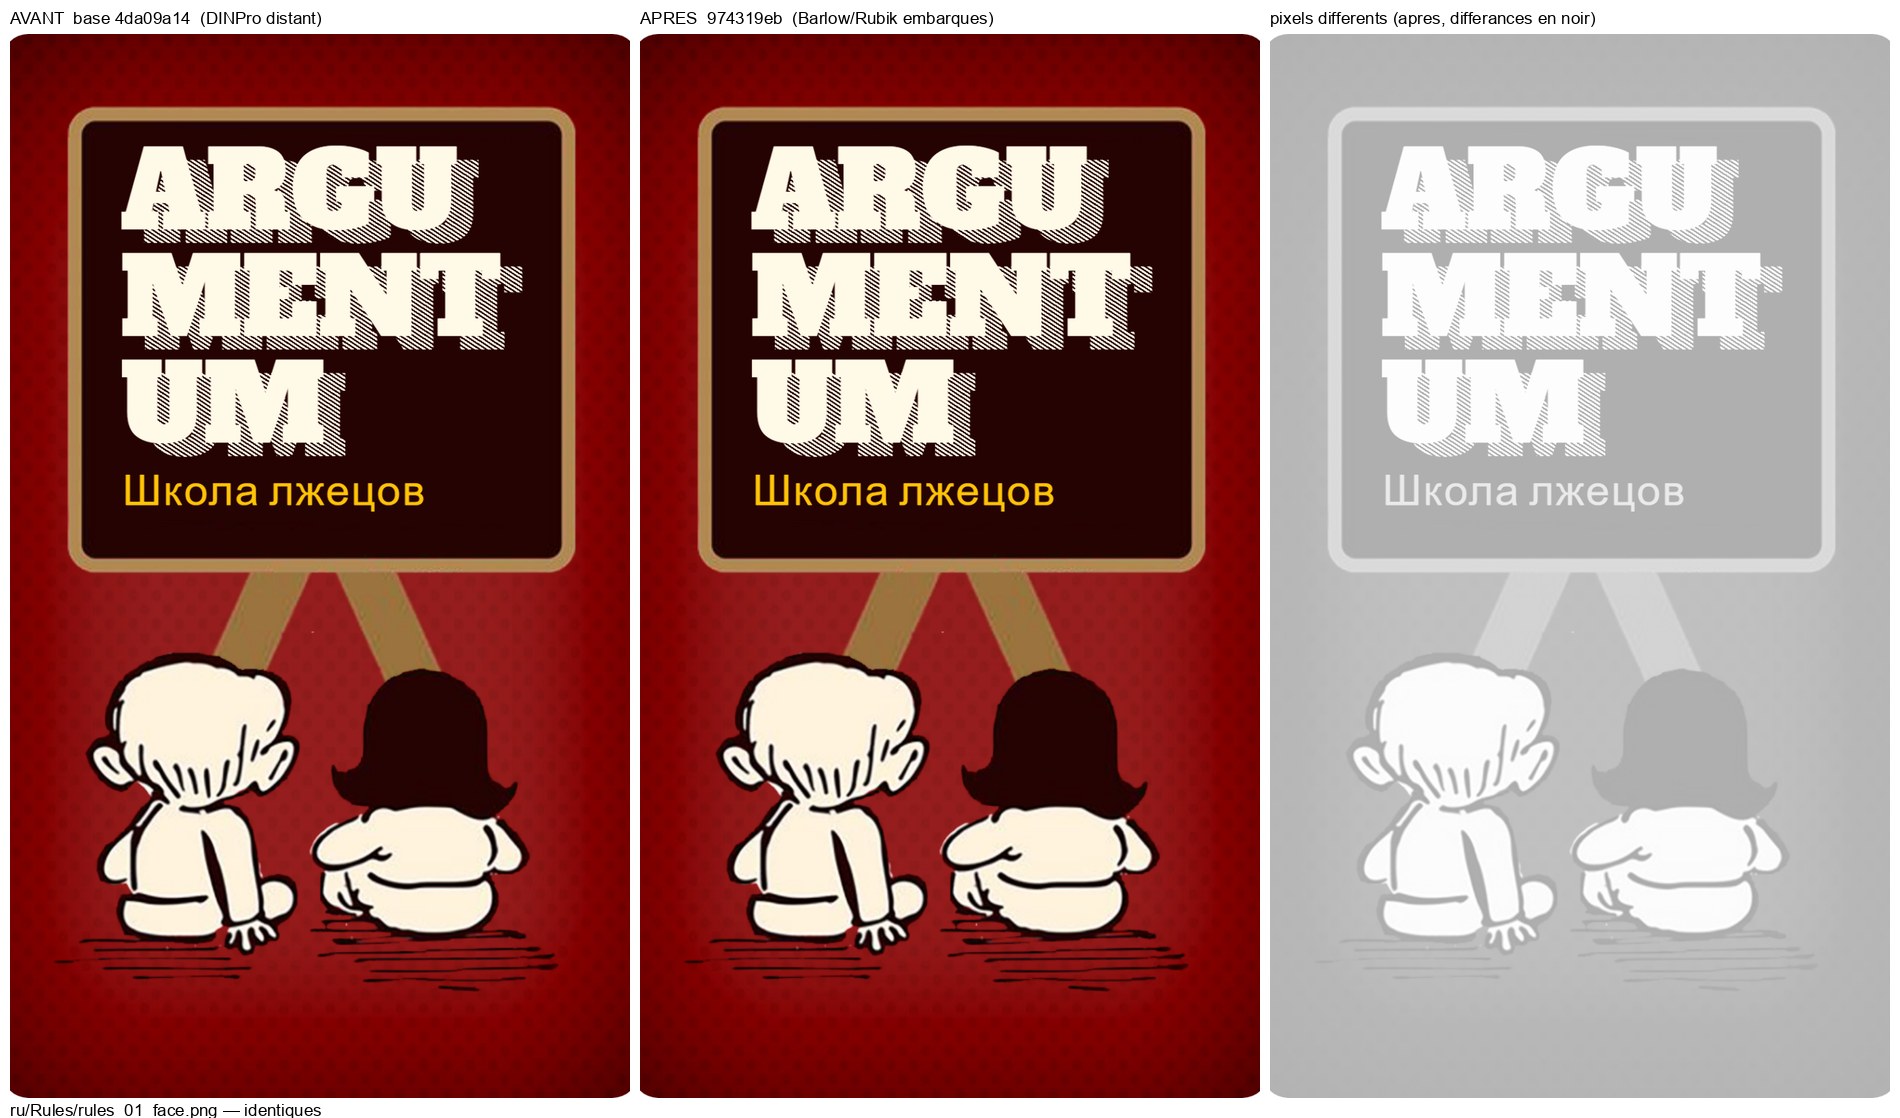 AVANT  base 4da09a14  (DINPro distant)
APRES  974319eb  (Barlow/Rubik embarques)
pixels differents (apres, differances en noir)
ARGU
MENT
UM
Школа лжецов
ARGU
MENT
UM
Школа лжецов
ARGU
MENT
UM
Школа лжецов
ru/Rules/rules_01_face.png — identiques